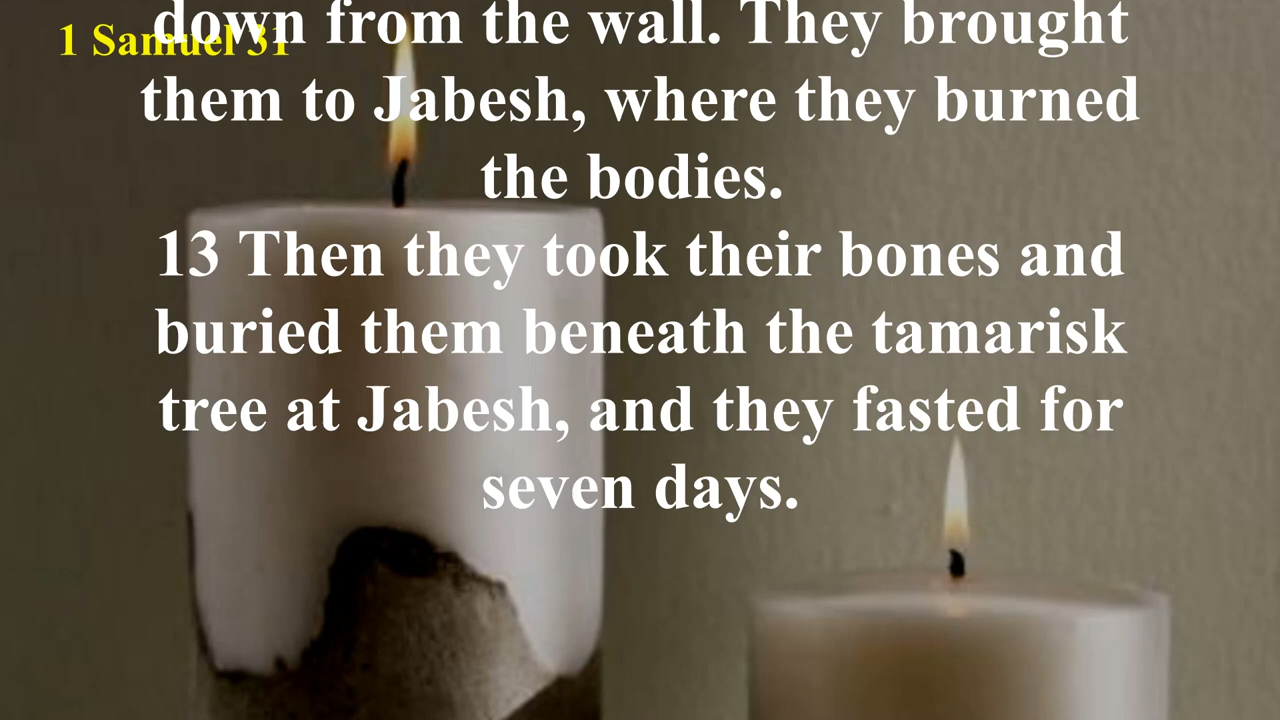 1 Samuel 31
down from the wall. They brought
them to Jabesh, where they burned
the bodies.
13 Then they took their bones and
buried them beneath the tamarisk
tree at Jabesh, and they fasted for
seven days.